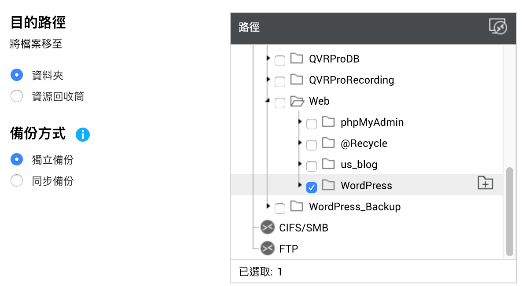 目的路徑
將檔案移至
資料夾
資源回收筒
備份方式
獨立備份
同步備份
路徑
QVRProDB
QVRProRecording
Web
phpMyAdmin
@Recycle
us_blog
WordPress
WordPress_Backup
CIFS/SMB
FTP
已選取: 1